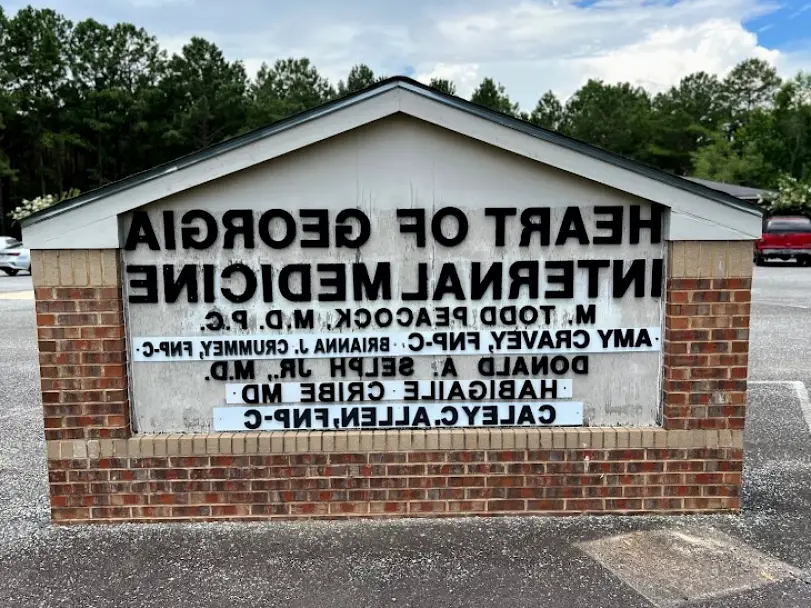 HEART OF GEORGIA
INTERNAL MEDICINE
M. TODD PEACOCK, M.D. P.C.
AMY CRAVEY, FNP-C · BRIANNA J. CRUMMEY, FNP-C ·
DONALD A. SELPH JR., M.D.
HABIGAILE CRIBE MD
CALEY C. ALLEN, FNP-C